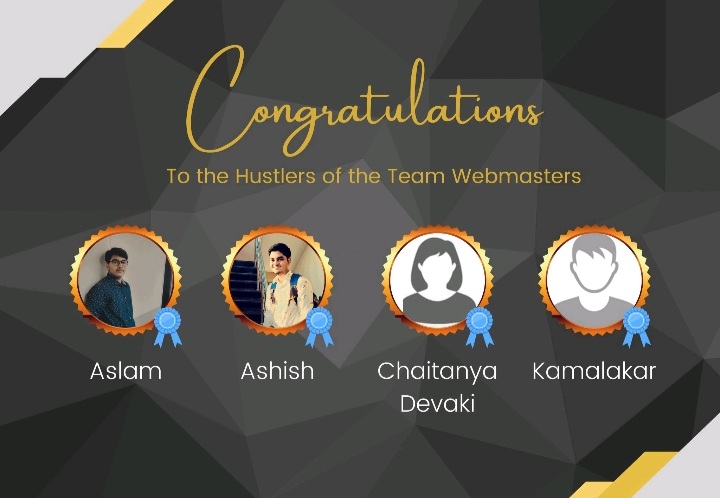 Congratulations
To the Hustlers of the Team Webmasters
Aslam
Ashish
Chaitanya
Devaki
Kamalakar